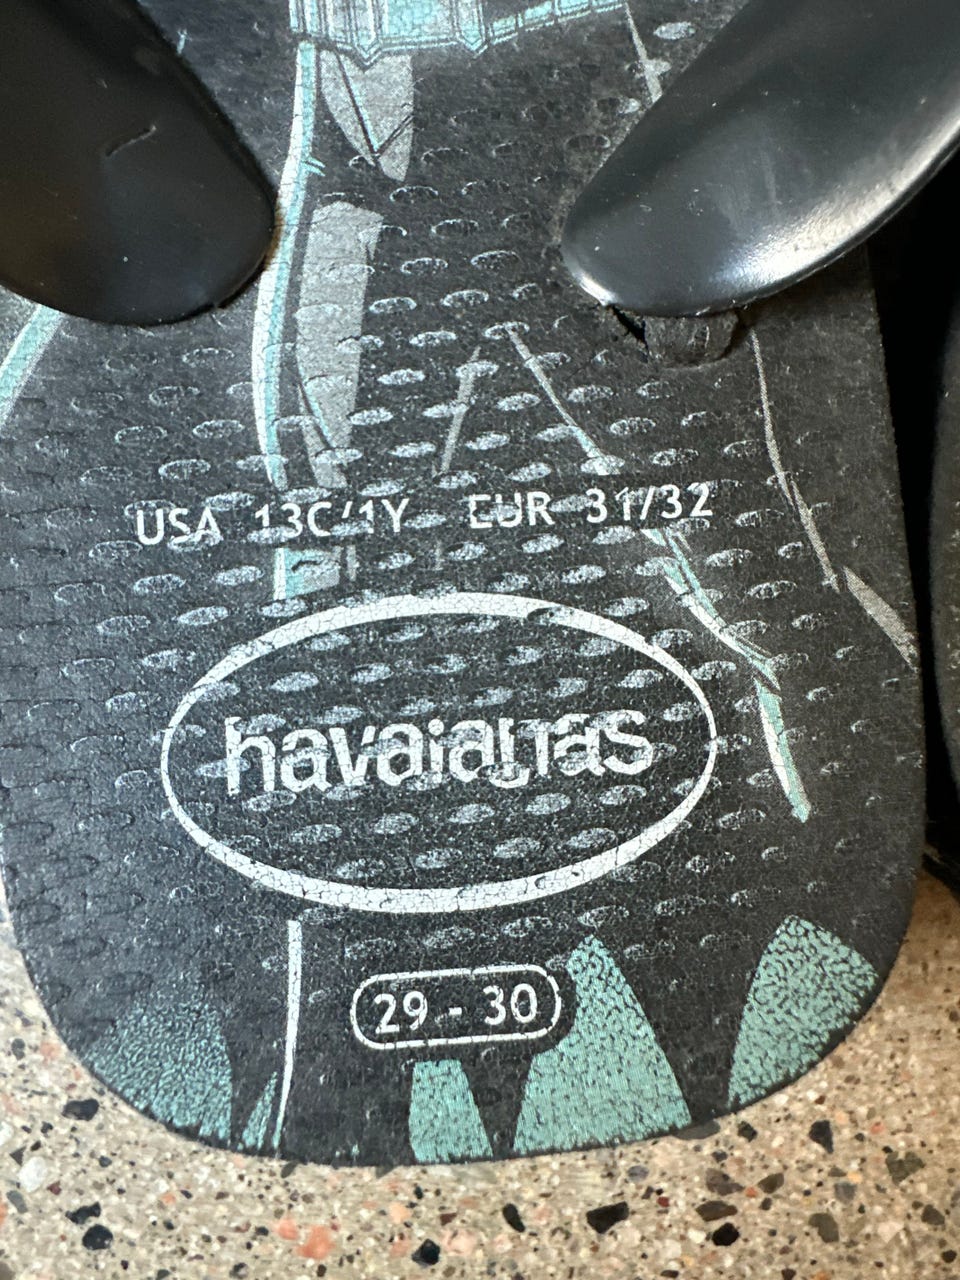 USA 13C/1Y EUR 31/32
havaianas
29 - 30